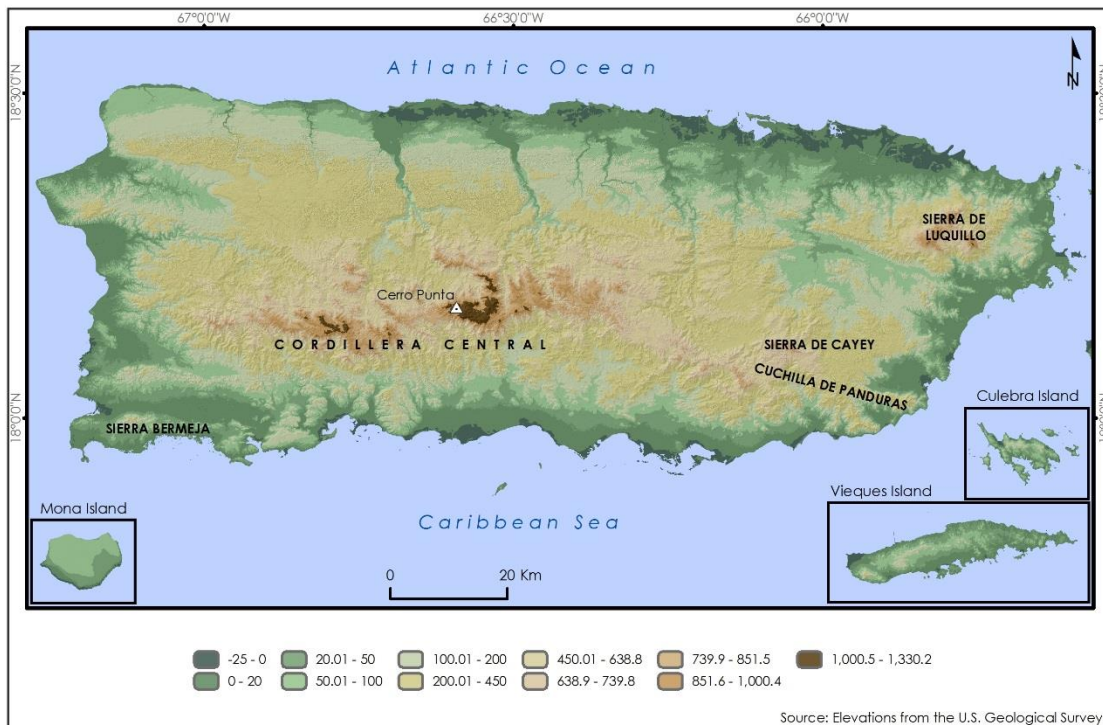 67°0'0"W 66°30'0"W 66°0'0"W
Atlantic Ocean
N
18°30'0"N
SIERRA DE
LUQUILLO
Cerro Punta
CORDILLERA CENTRAL
SIERRA DE CAYEY
CUCHILLA DE PANDURAS
18°0'0"N
SIERRA BERMEJA
Culebra Island
Vieques Island
Mona Island
Caribbean Sea
0 20 Km
-25 - 0 20.01 - 50 100.01 - 200 450.01 - 638.8 739.9 - 851.5 1,000.5 - 1,330.2
0 - 20 50.01 - 100 200.01 - 450 638.9 - 739.8 851.6 - 1,000.4
Source: Elevations from the U.S. Geological Survey